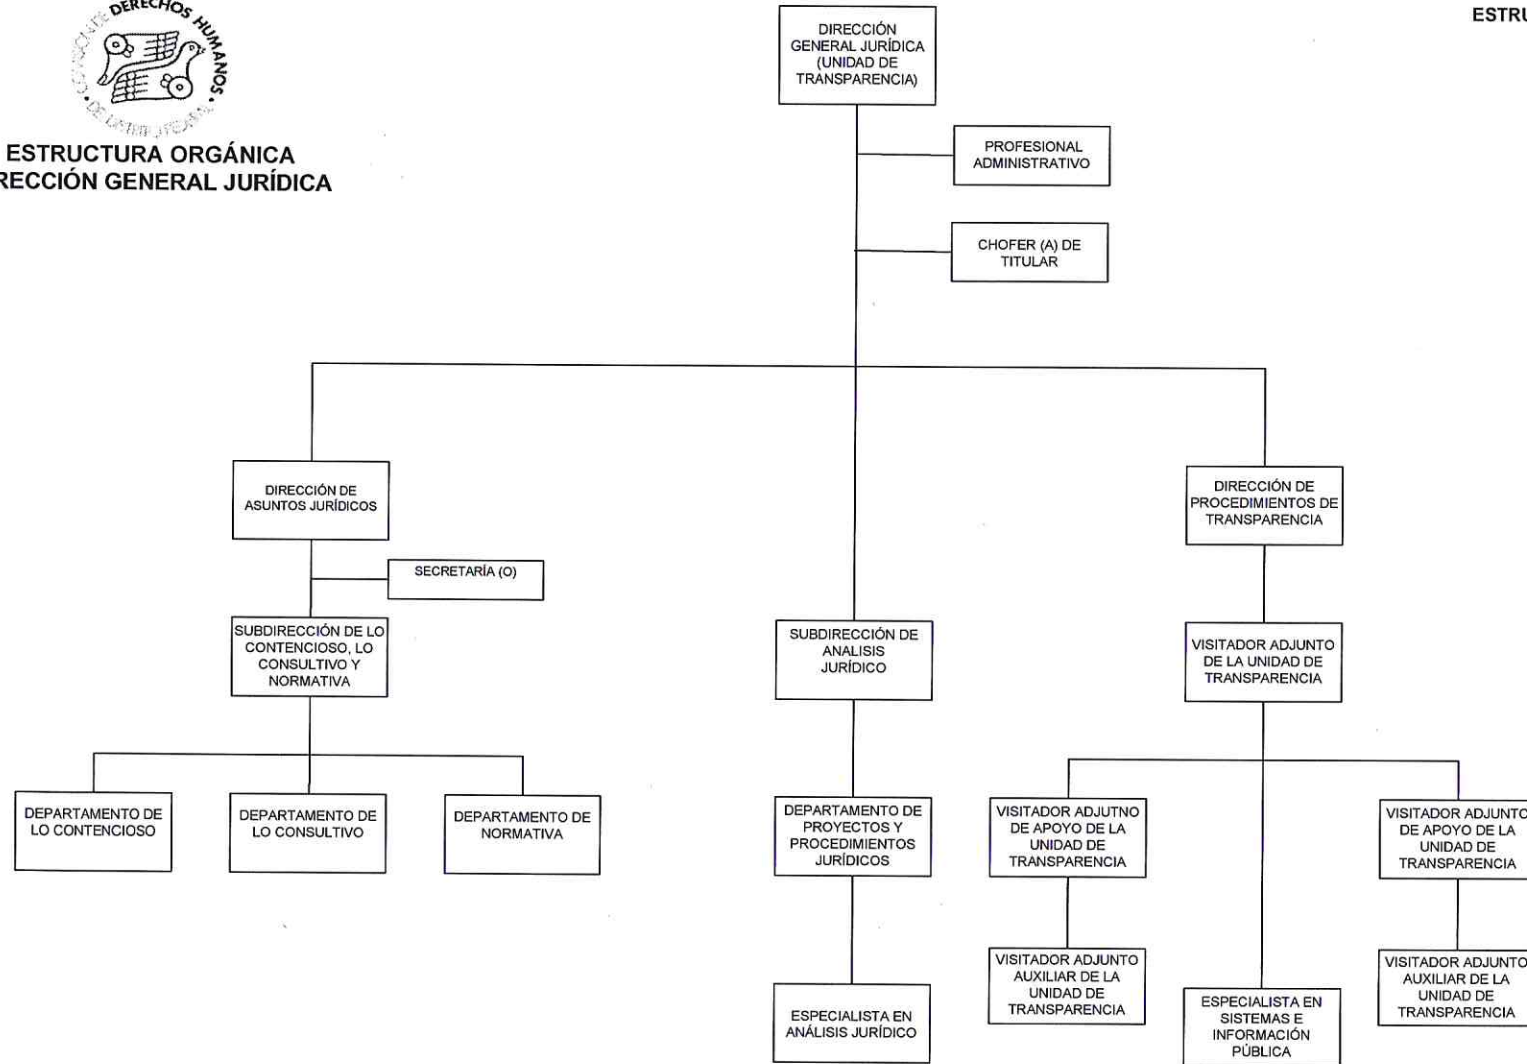 DERECHOS HUMANOS
ESTRUCTURA ORGÁNICA
RECCIÓN GENERAL JURÍDICA
ESTRU
DIRECCIÓN
GENERAL JURÍDICA
(UNIDAD DE
TRANSPARENCIA)
PROFESIONAL
ADMINISTRATIVO
CHOFER (A) DE
TITULAR
DIRECCIÓN DE
ASUNTOS JURÍDICOS
DIRECCIÓN DE
PROCEDIMIENTOS DE
TRANSPARENCIA
SECRETARÍA (O)
SUBDIRECCIÓN DE LO
CONTENCIOSO, LO
CONSULTIVO Y
NORMATIVA
SUBDIRECCIÓN DE
ANALISIS
JURÍDICO
VISITADOR ADJUNTO
DE LA UNIDAD DE
TRANSPARENCIA
DEPARTAMENTO DE
LO CONTENCIOSO
DEPARTAMENTO DE
LO CONSULTIVO
DEPARTAMENTO DE
NORMATIVA
DEPARTAMENTO DE
PROYECTOS Y
PROCEDIMIENTOS
JURÍDICOS
VISITADOR ADJUTNO
DE APOYO DE LA
UNIDAD DE
TRANSPARENCIA
VISITADOR ADJUNTO
DE APOYO DE LA
UNIDAD DE
TRANSPARENCIA
VISITADOR ADJUNTO
AUXILIAR DE LA
UNIDAD DE
TRANSPARENCIA
VISITADOR ADJUNTO
AUXILIAR DE LA
UNIDAD DE
TRANSPARENCIA
ESPECIALISTA EN
ANÁLISIS JURÍDICO
ESPECIALISTA EN
SISTEMAS E
INFORMACIÓN
PÚBLICA